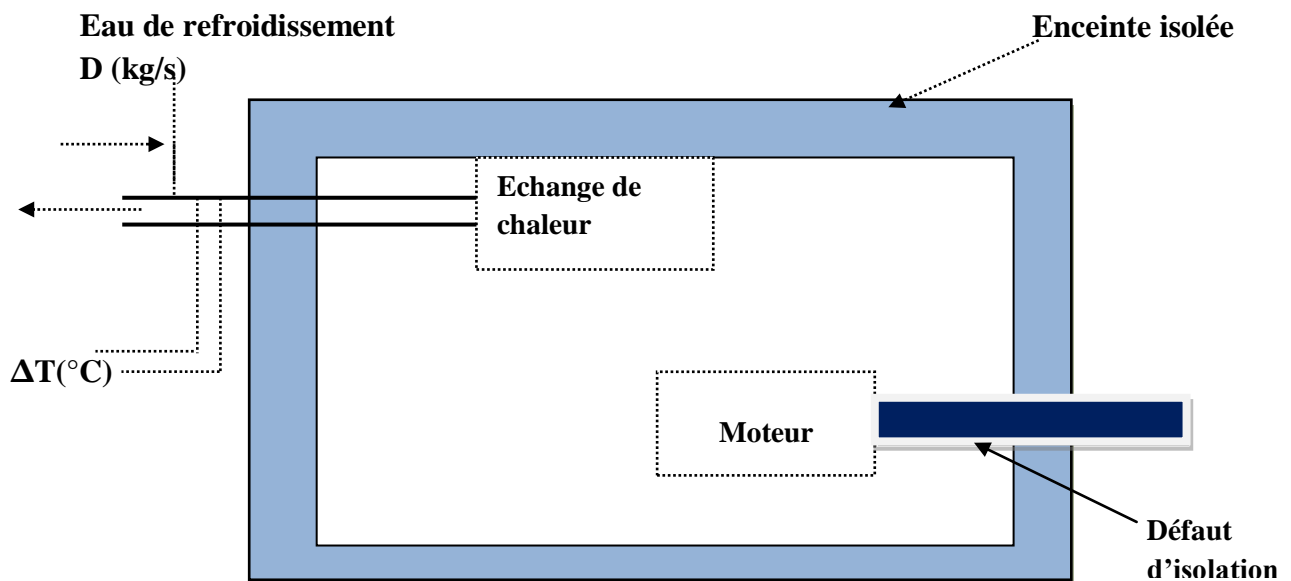 Eau de refroidissement
D (kg/s)
Enceinte isolée
Echange de
chaleur
ΔT(°C)
Moteur
Défaut
d’isolation